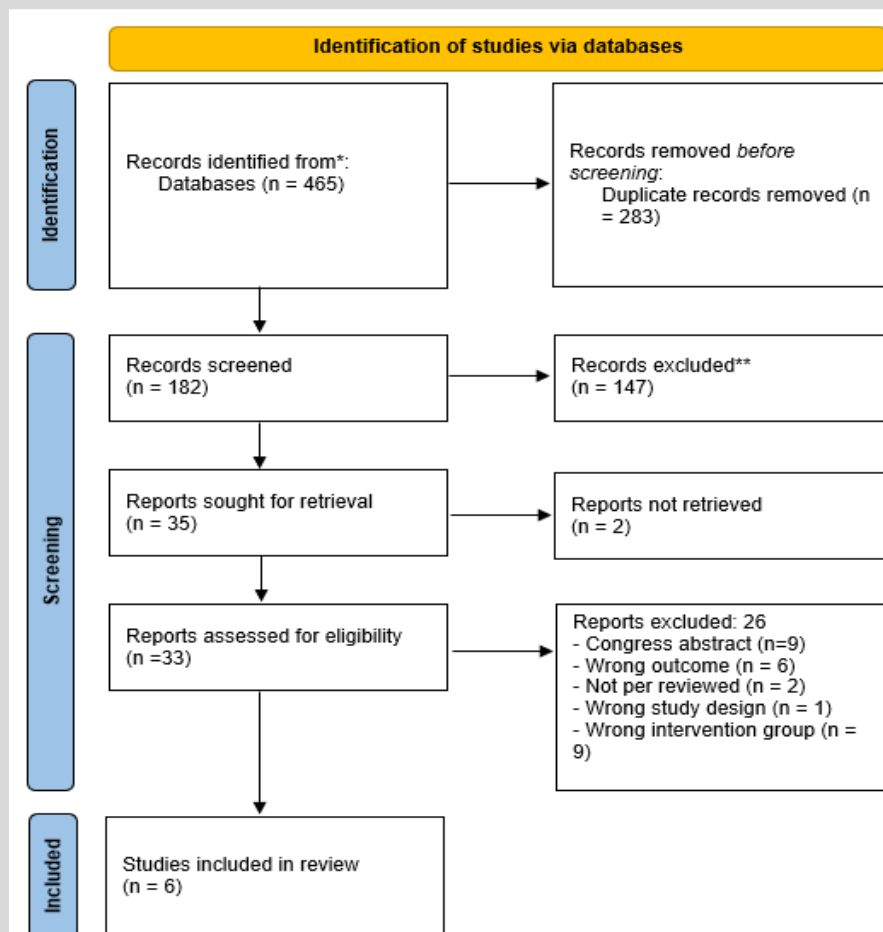 Identification of studies via databases
Identification
Records identified from*:
Databases (n = 465)
Records removed before
screening:
Duplicate records removed (n
= 283)
Screening
Records screened
(n = 182)
Records excluded**
(n = 147)
Reports sought for retrieval
(n = 35)
Reports not retrieved
(n = 2)
Reports assessed for eligibility
(n =33)
Reports excluded: 26
- Congress abstract (n=9)
- Wrong outcome (n = 6)
- Not per reviewed (n = 2)
- Wrong study design (n = 1)
- Wrong intervention group (n =
9)
Included
Studies included in review
(n = 6)